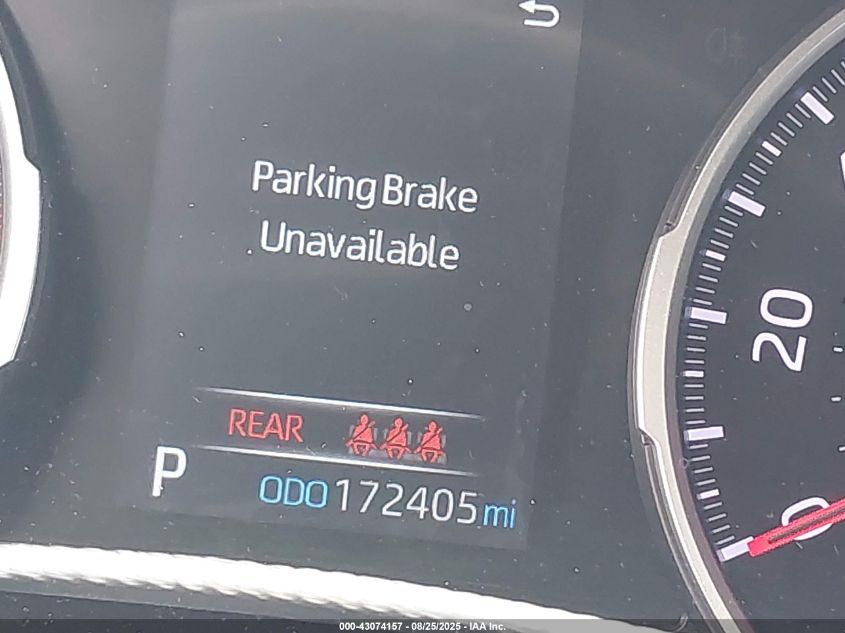 Parking Brake
Unavailable
20
REAR
P
ODO 172405 mi
0
000-43074157 - 08/25/2025 - IAA Inc.